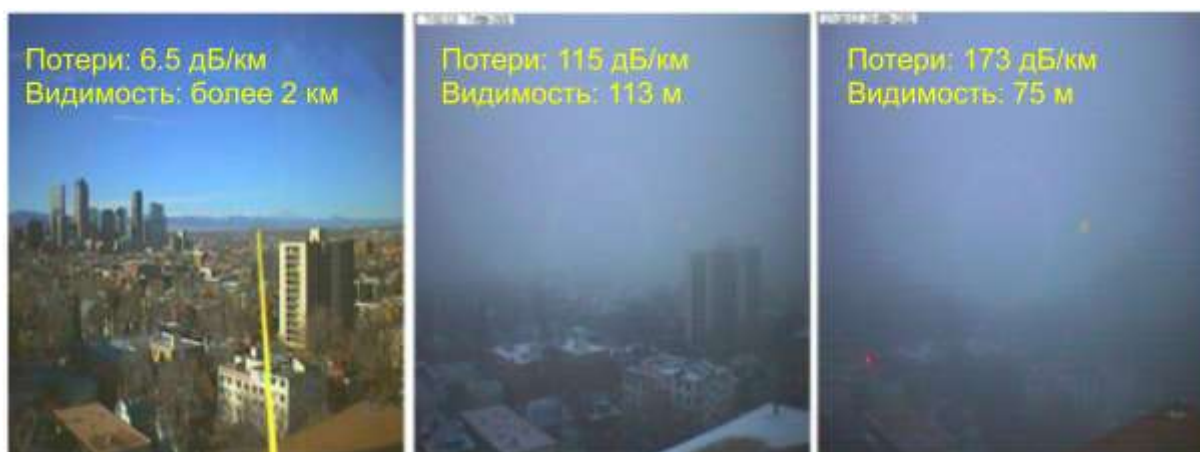 Потери: 6.5 дБ/км
Видимость: более 2 км
Потери: 115 дБ/км
Видимость: 113 м
Потери: 173 дБ/км
Видимость: 75 м